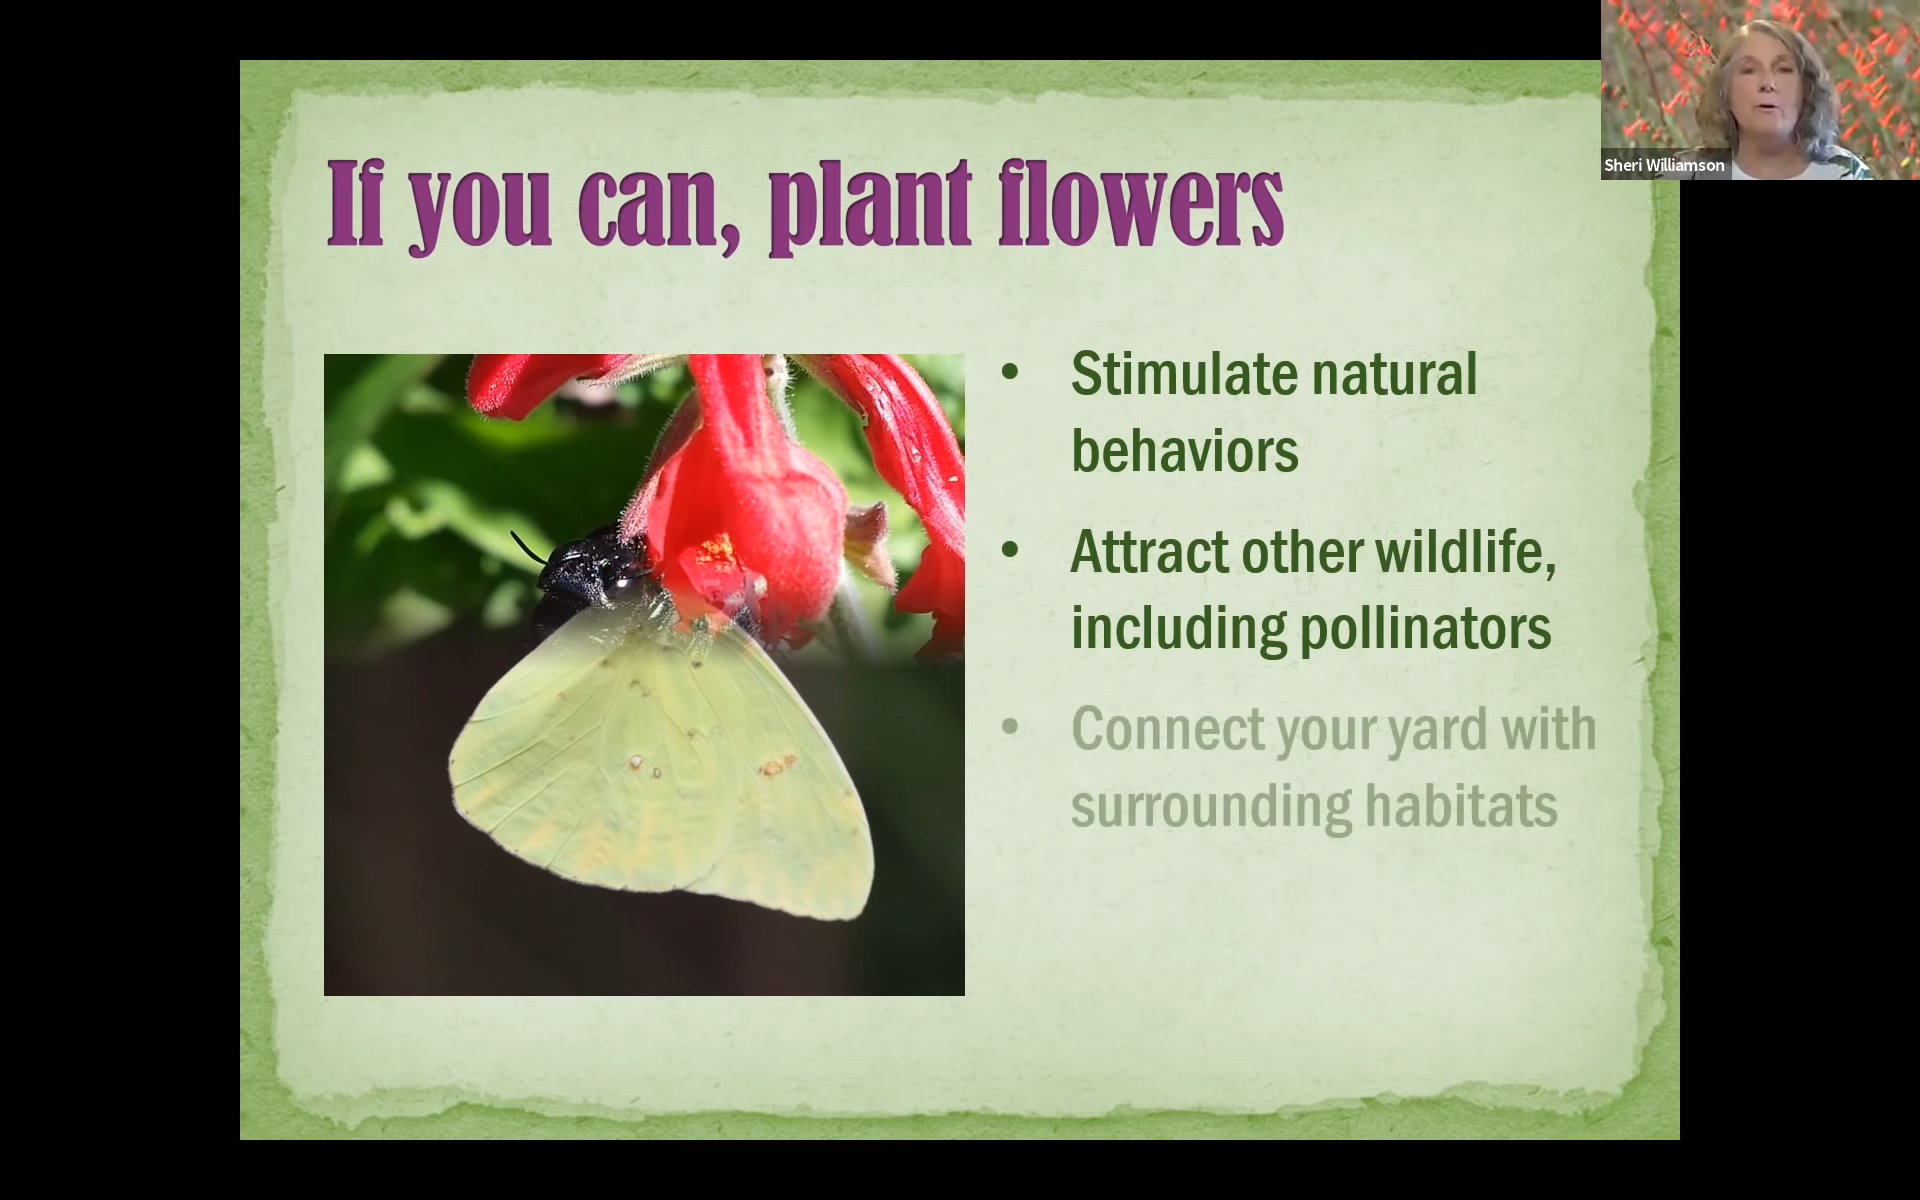 If you can, plant flowers
• Stimulate natural
behaviors
• Attract other wildlife,
including pollinators
• Connect your yard with
surrounding habitats
Sheri Williamson